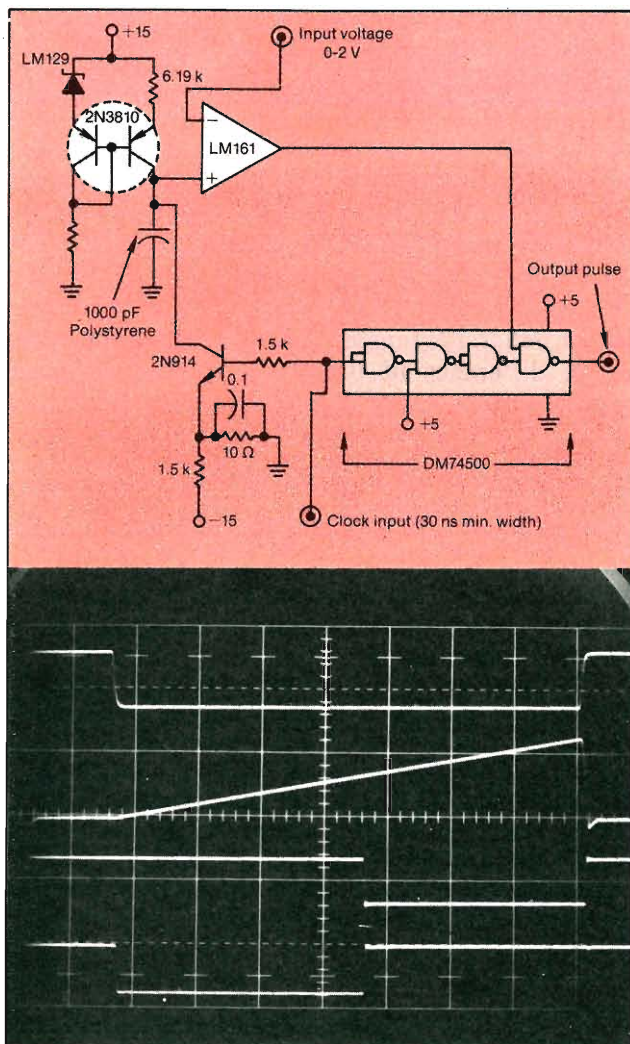 +15
Input voltage
0-2 V
LM129
6.19 k
2N3810
−
LM161
+
1000 pF
Polystyrene
Output pulse
+5
2N914
1.5 k
0.1
10 Ω
+5
DM74500
1.5 k
−15
Clock input (30 ns min. width)